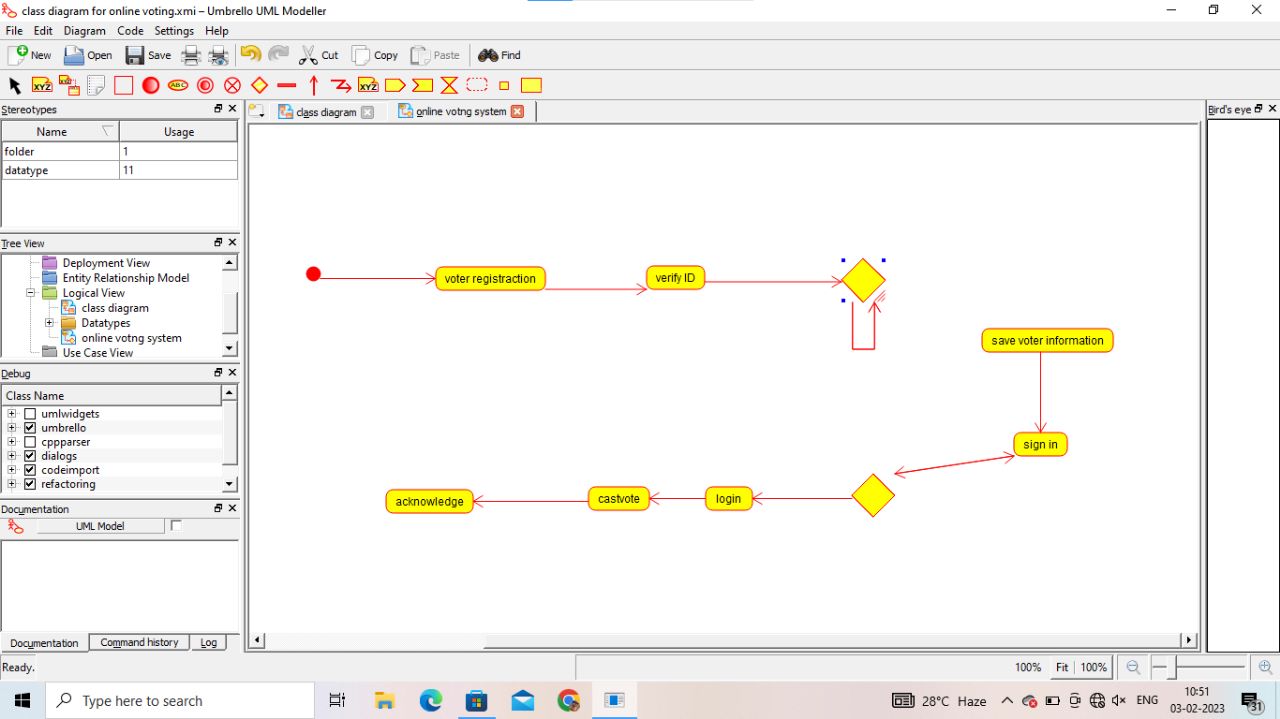 class diagram for online voting.xmi – Umbrello UML Modeller
File Edit Diagram Code Settings Help
New Open Save Cut Copy Paste Find
XYZ ABC XYZ
Stereotypes
Name Usage
folder 1
datatype 11
Tree View
Deployment View
Entity Relationship Model
Logical View
class diagram
Datatypes
online votng system
Use Case View
Debug
Class Name
umlwidgets
umbrello
cppparser
dialogs
codeimport
refactoring
Documentation
UML Model
Documentation Command history Log
class diagram online votng system
Bird's eye
voter registraction
verify ID
save voter information
sign in
acknowledge
castvote
login
Ready.
100% Fit 100%
Type here to search
28°C Haze
ENG
0:51
03-02-2023
31